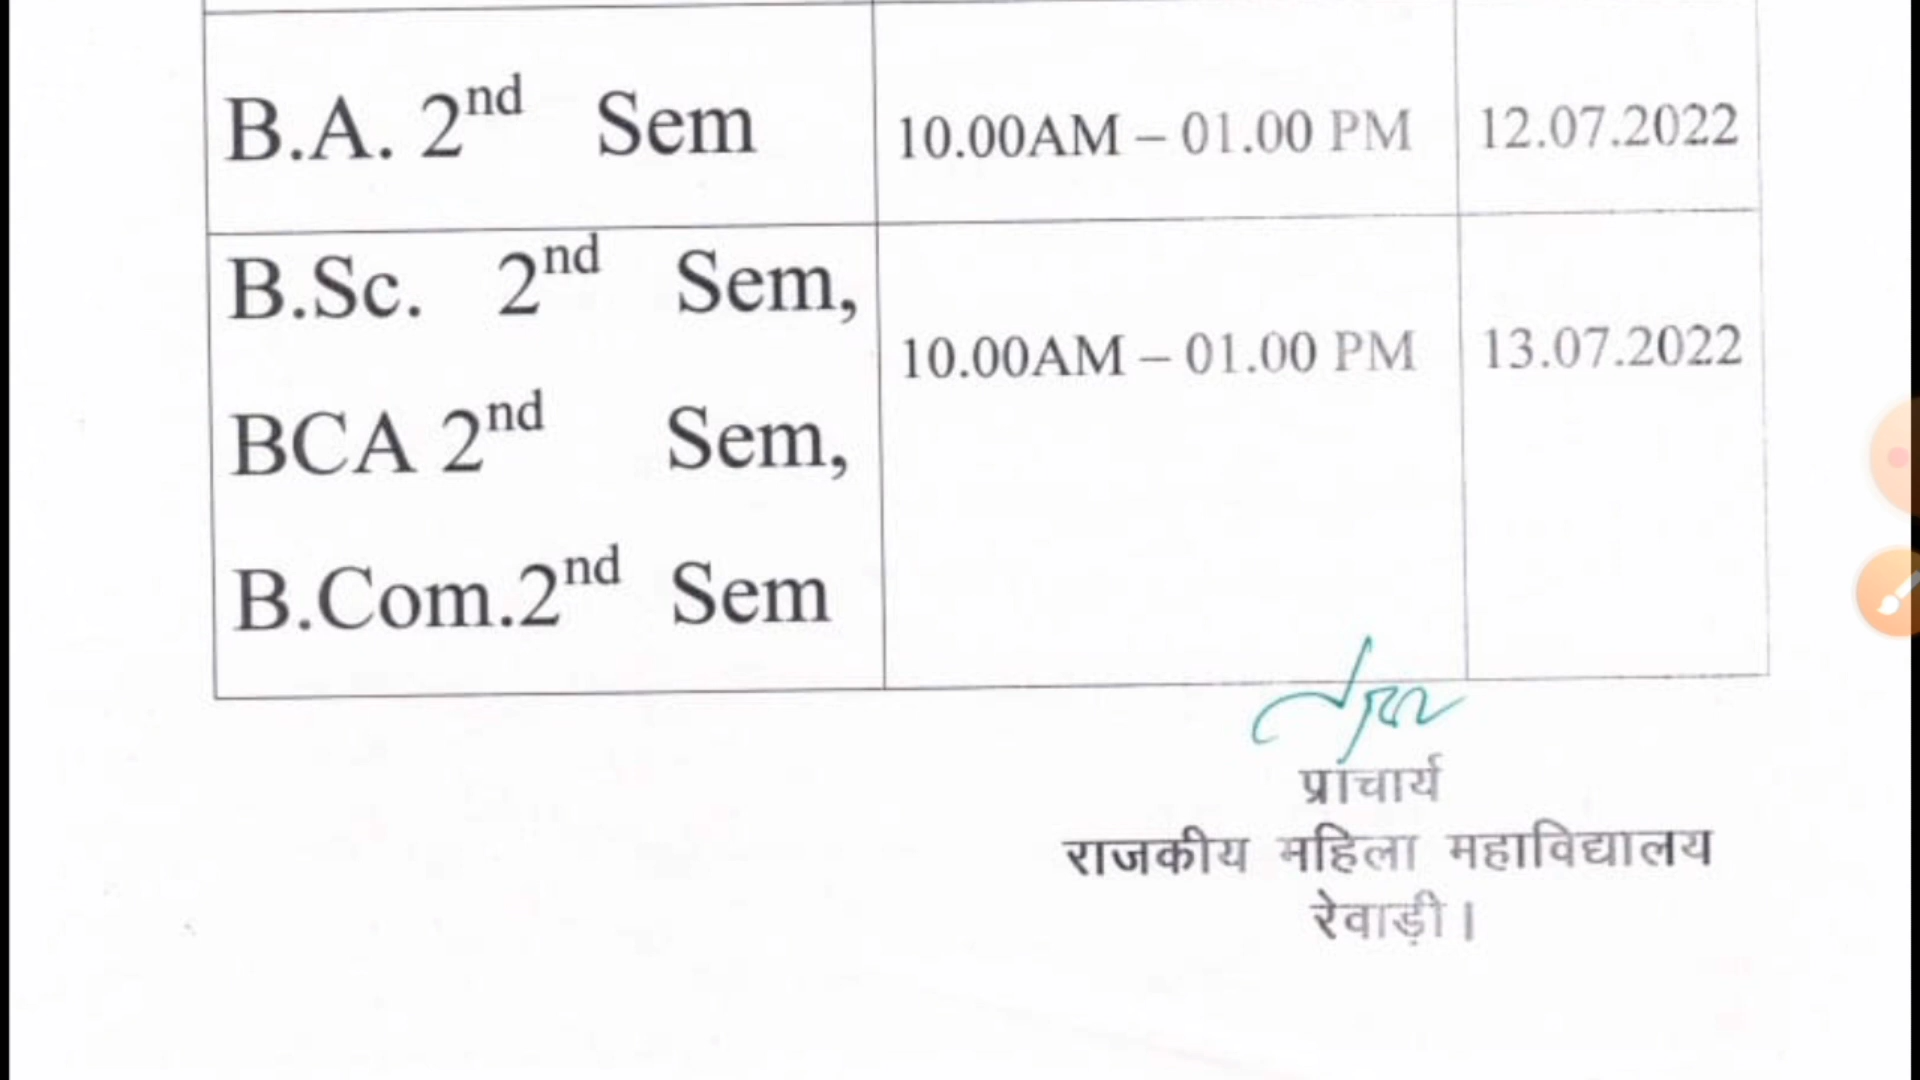 B.A. 2nd Sem
10.00AM – 01.00 PM
12.07.2022
B.Sc. 2nd Sem,
BCA 2nd Sem,
B.Com.2nd Sem
10.00AM – 01.00 PM
13.07.2022
प्राचार्य
राजकीय महिला महाविद्यालय
रेवाड़ी।